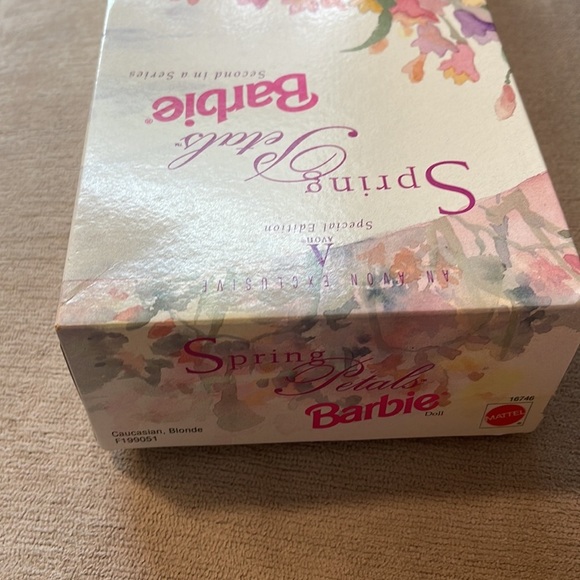 AN AVON EXCLUSIVE
A
AVON®
Special Edition
Spring
Petals™
Barbie®
Second in a Series
Spring
Petals
Barbie®
Doll
16746
MATTEL
Caucasian, Blonde
F199051